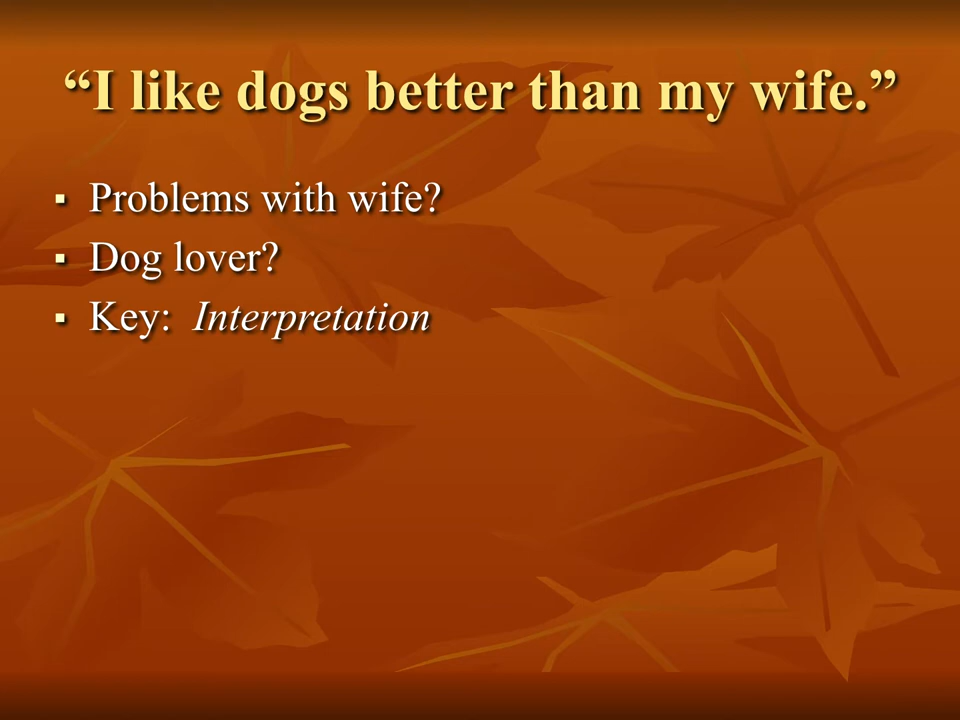 “I like dogs better than my wife.”
▪ Problems with wife?
▪ Dog lover?
▪ Key:  Interpretation